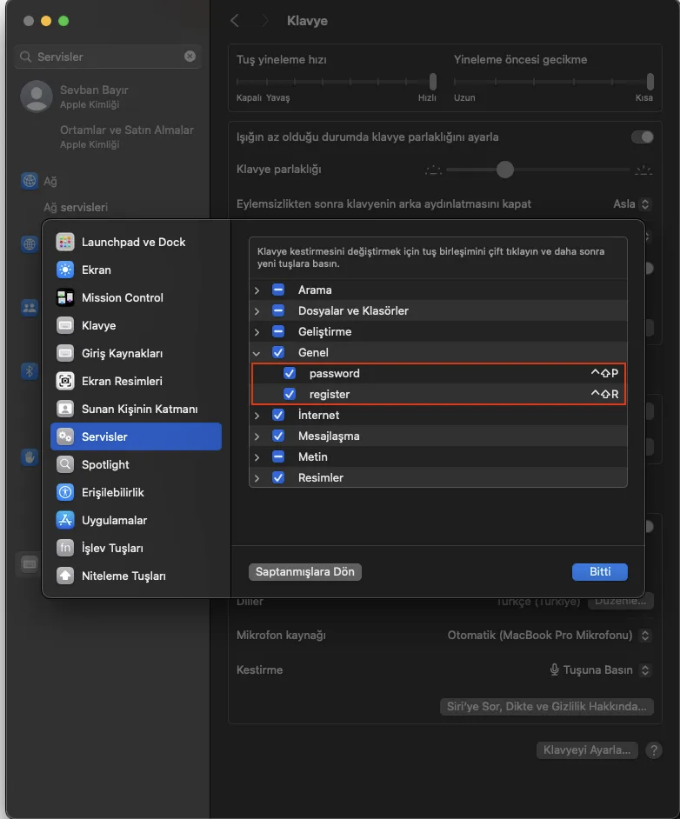 Klavye
Servisler
Sevban Bayır
Apple Kimliği
Ortamlar ve Satın Almalar
Apple Kimliği
Ağ
Ağ servisleri
Tuş yineleme hızı
Yineleme öncesi gecikme
Kapalı Yavaş
Hızlı
Uzun
Kısa
Işığın az olduğu durumda klavye parlaklığını ayarla
Klavye parlaklığı
Eylemsizlikten sonra klavyenin arka aydınlatmasını kapat
Asla
Launchpad ve Dock
Ekran
Mission Control
Klavye
Giriş Kaynakları
Ekran Resimleri
Sunan Kişinin Katmanı
Servisler
Spotlight
Erişilebilirlik
Uygulamalar
fn İşlev Tuşları
Niteleme Tuşları
Klavye kestirmesini değiştirmek için tuş birleşimini çift tıklayın ve daha sonra
yeni tuşlara basın.
Arama
Dosyalar ve Klasörler
Geliştirme
Genel
password ^⇧P
register ^⇧R
İnternet
Mesajlaşma
Metin
Resimler
Saptanmışlara Dön
Bitti
Diller
Türkçe (Türkiye)
Düzenle...
Mikrofon kaynağı
Otomatik (MacBook Pro Mikrofonu)
Kestirme
Tuşuna Basın
Siri'ye Sor, Dikte ve Gizlilik Hakkında...
Klavyeyi Ayarla...
?